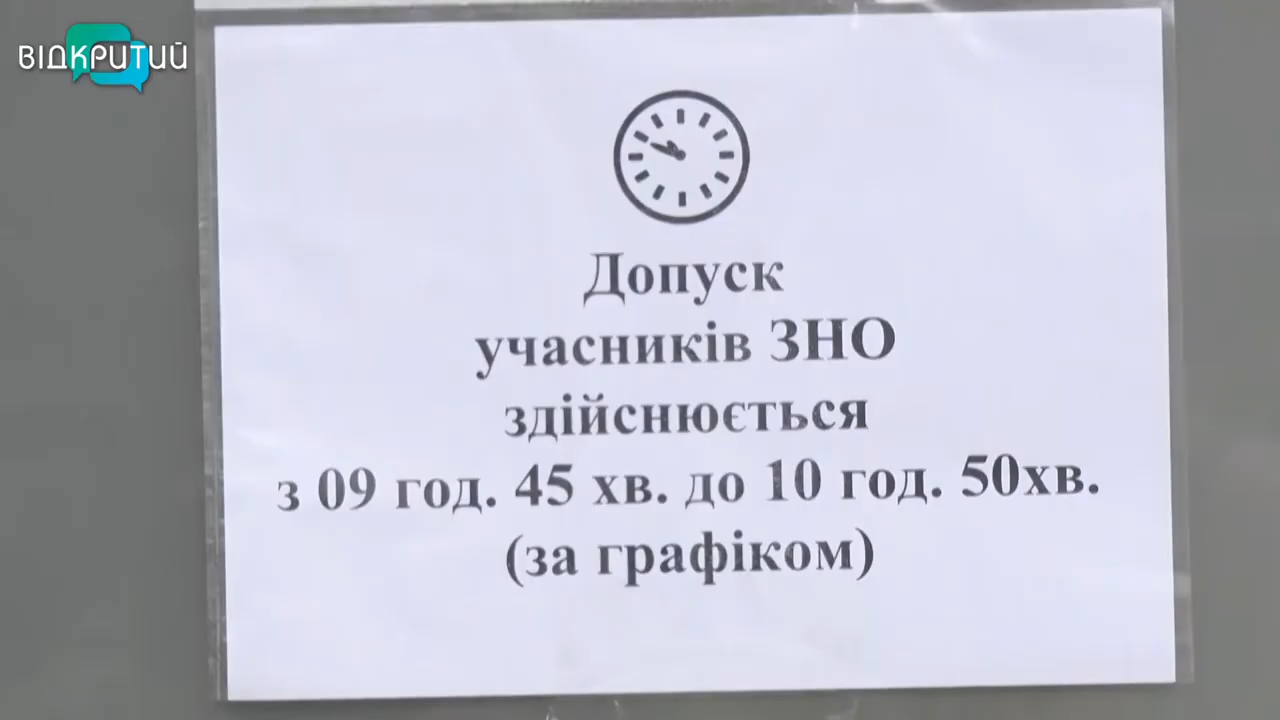 ВІДКРИТИЙ
Допуск
учасників ЗНО
здійснюється
з 09 год. 45 хв. до 10 год. 50хв.
(за графіком)